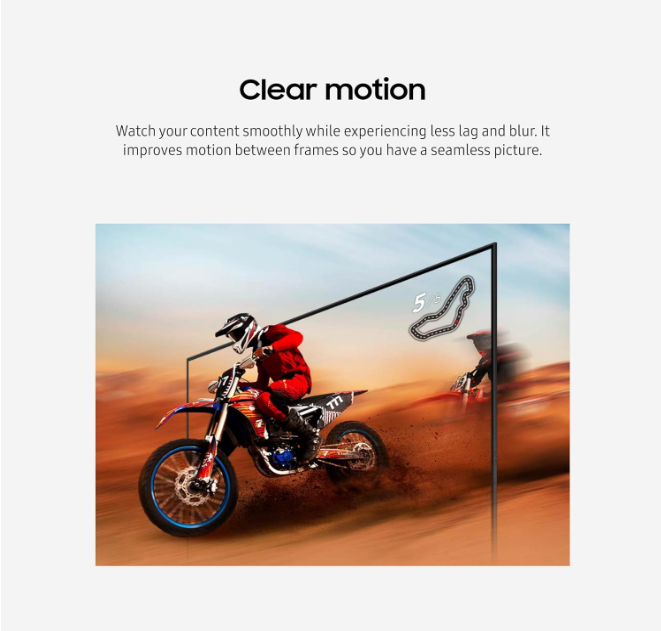 Clear motion
Watch your content smoothly while experiencing less lag and blur. It
improves motion between frames so you have a seamless picture.
5